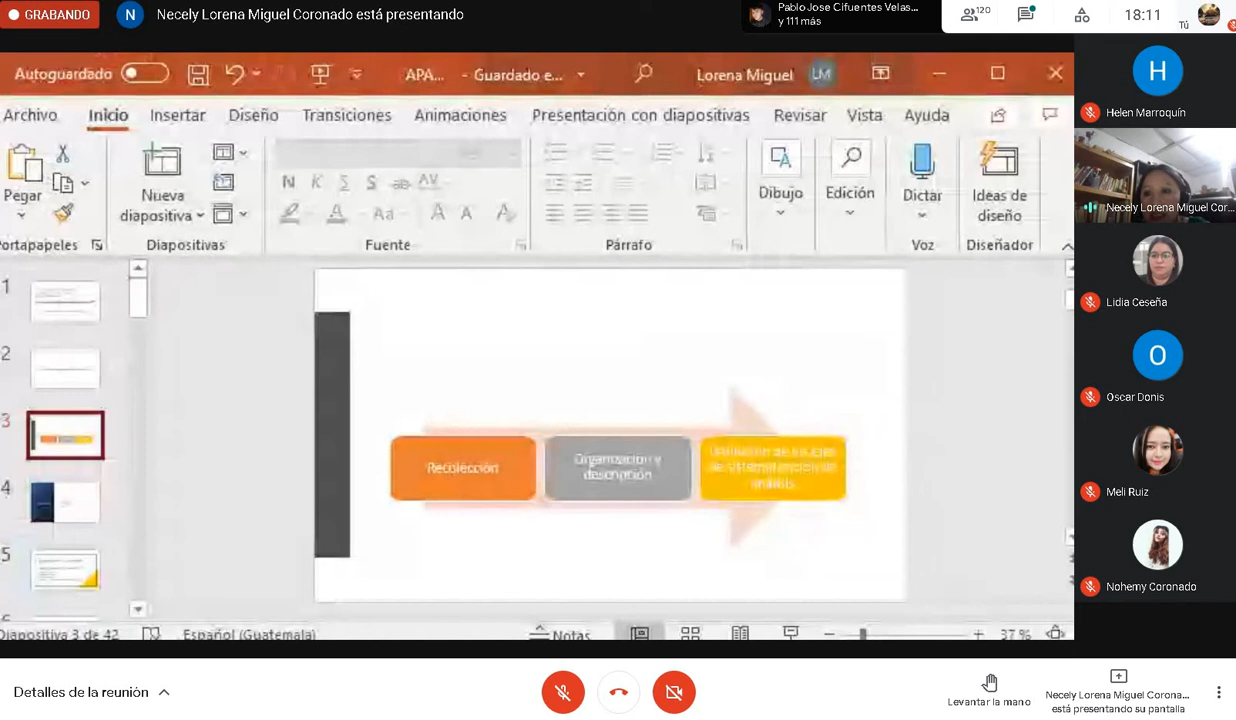 GRABANDO
N
Necely Lorena Miguel Coronado está presentando
Pablo Jose Cifuentes Velas...
y 111 más
120
18:11
Tú
Autoguardado
APA...
- Guardado e...
Lorena Miguel
LM
Archivo
Inicio
Insertar
Diseño
Transiciones
Animaciones
Presentación con diapositivas
Revisar
Vista
Ayuda
Pegar
Nueva
diapositiva
N K S S ab AV
A Aa A A A
Dibujo
Edición
Dictar
Ideas de
diseño
ortapapeles
Diapositivas
Fuente
Párrafo
Voz
Diseñador
1
2
3
4
5
Recolección
Organización y
descripción
de
análisis
Diapositiva 3 de 42
Español (Guatemala)
Notas
37 %
H
Helen Marroquín
Necely Lorena Miguel Cor...
Lidia Ceseña
O
Oscar Donis
Meli Ruiz
Nohemy Coronado
Detalles de la reunión
Levantar la mano
Necely Lorena Miguel Corona...
está presentando su pantalla